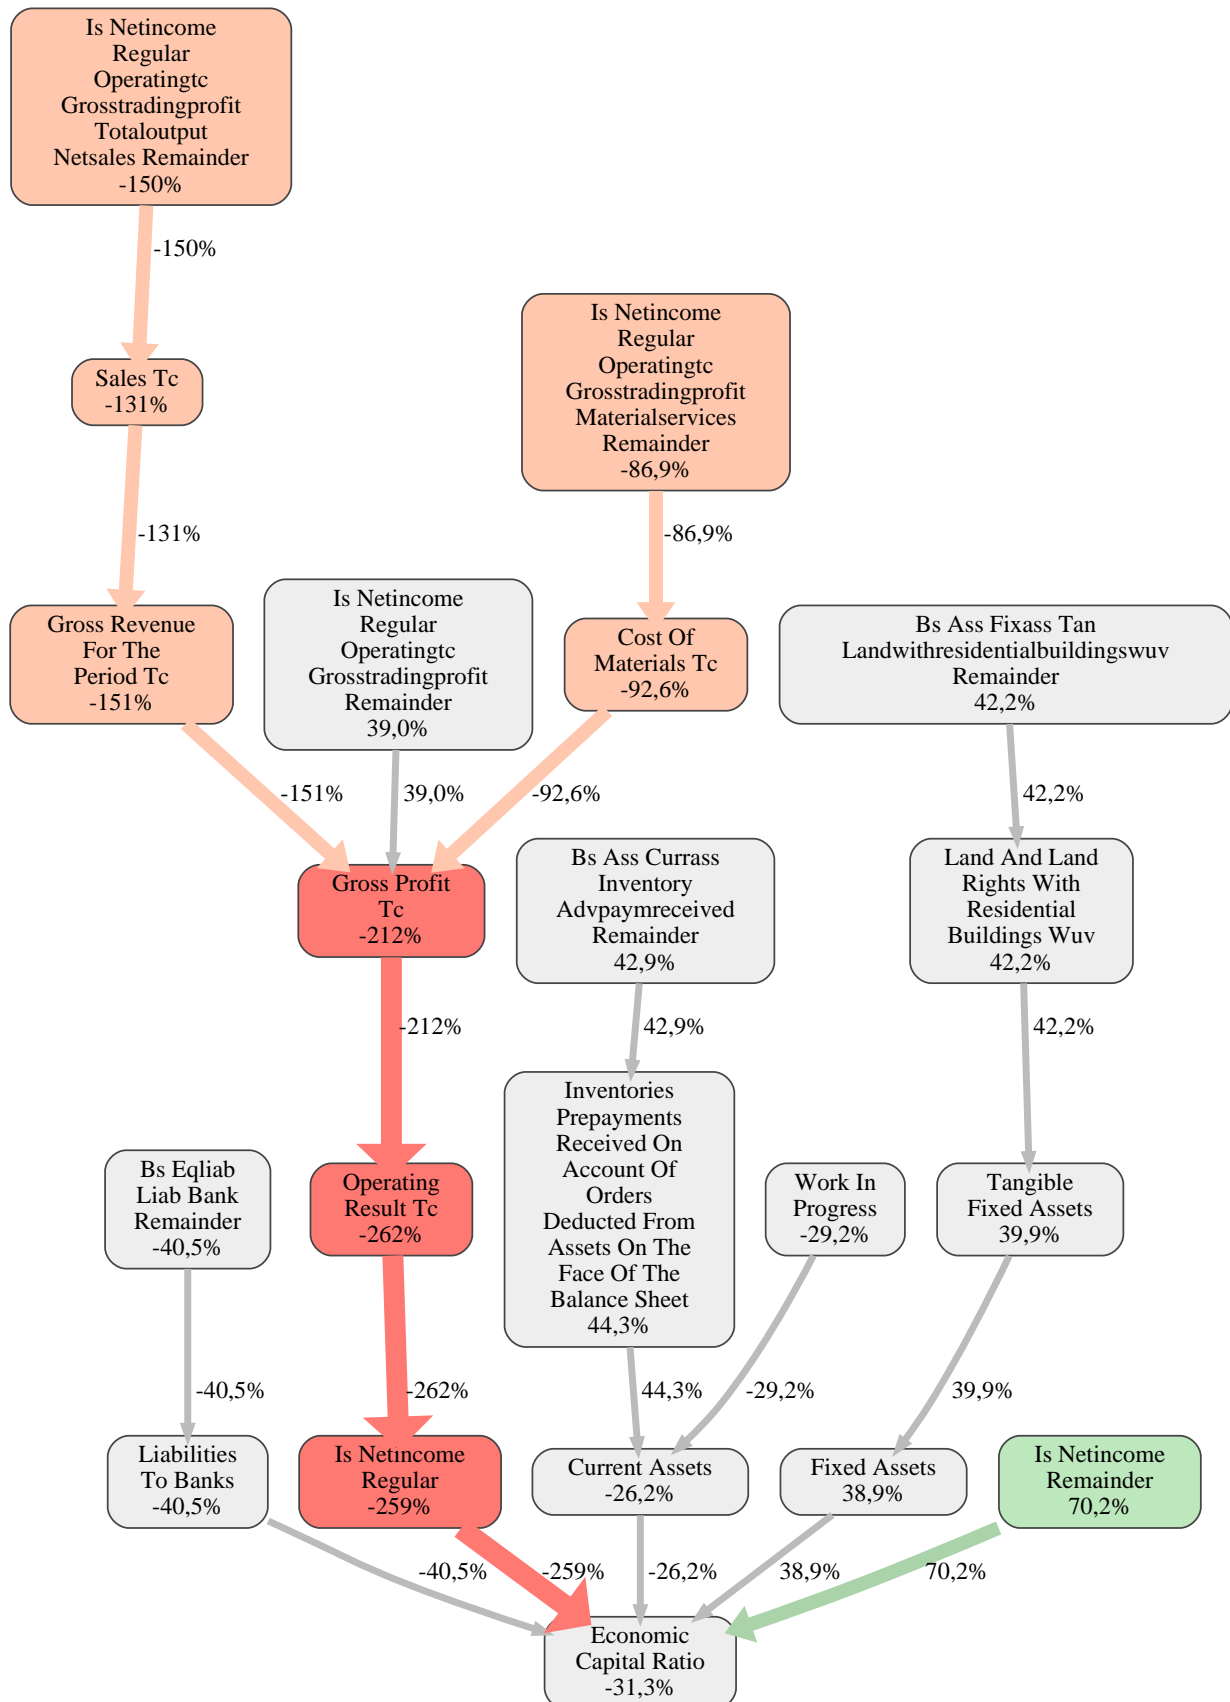 Is Netincome
Regular
Operatingtc
Grosstradingprofit
Totaloutput
Netsales Remainder
-150%
-150%
Sales Tc
-131%
Is Netincome
Regular
Operatingtc
Grosstradingprofit
Materialservices
Remainder
-86,9%
-131%
-86,9%
Gross Revenue
For The
Period Tc
-151%
Is Netincome
Regular
Operatingtc
Grosstradingprofit
Remainder
39,0%
Cost Of
Materials Tc
-92,6%
Bs Ass Fixass Tan
Landwithresidentialbuildingswuv
Remainder
42,2%
-151%
39,0%
-92,6%
42,2%
Gross Profit
Tc
-212%
Bs Ass Currass
Inventory
Advpaymreceived
Remainder
42,9%
Land And Land
Rights With
Residential
Buildings Wuv
42,2%
-212%
42,9%
42,2%
Bs Eqliab
Liab Bank
Remainder
-40,5%
Operating
Result Tc
-262%
Inventories
Prepayments
Received On
Account Of
Orders
Deducted From
Assets On The
Face Of The
Balance Sheet
44,3%
Work In
Progress
-29,2%
Tangible
Fixed Assets
39,9%
-40,5%
-262%
44,3%
-29,2%
39,9%
Liabilities
To Banks
-40,5%
Is Netincome
Regular
-259%
Current Assets
-26,2%
Fixed Assets
38,9%
Is Netincome
Remainder
70,2%
-40,5%
-259%
-26,2%
38,9%
70,2%
Economic
Capital Ratio
-31,3%